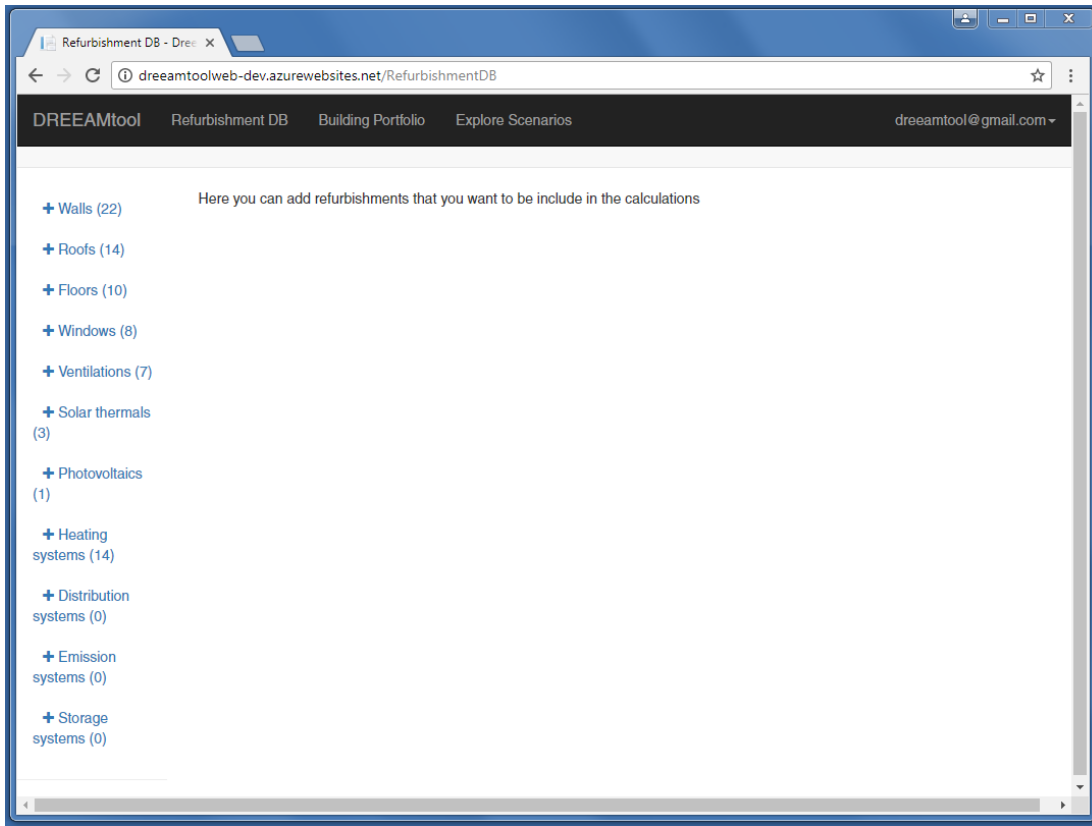 Refurbishment DB - Dree
dreeamtoolweb-dev.azurewebsites.net/RefurbishmentDB
DREEAMtool Refurbishment DB Building Portfolio Explore Scenarios dreeamtool@gmail.com
Here you can add refurbishments that you want to be include in the calculations
+ Walls (22)
+ Roofs (14)
+ Floors (10)
+ Windows (8)
+ Ventilations (7)
+ Solar thermals
(3)
+ Photovoltaics
(1)
+ Heating
systems (14)
+ Distribution
systems (0)
+ Emission
systems (0)
+ Storage
systems (0)